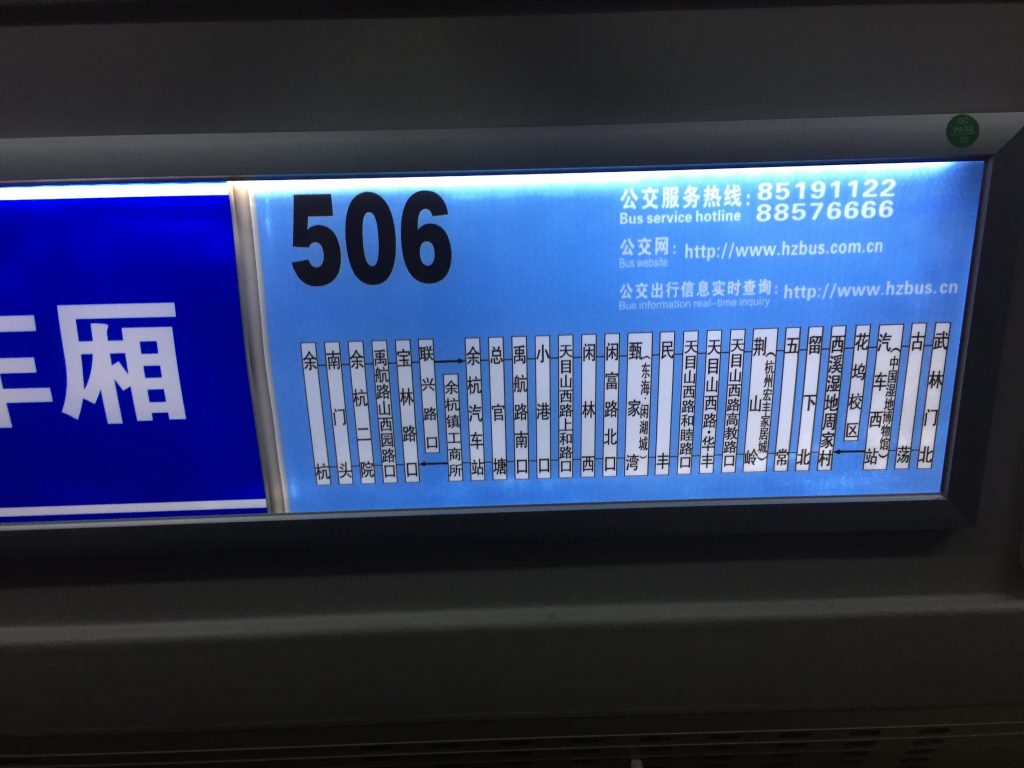 车厢
506
公交服务热线：85191122
Bus service hotline 88576666
公交网：http://www.hzbus.com.cn
Bus website
公交出行信息实时查询：http://www.hzbus.cn
Bus information real-time inquiry
余杭
南门头
余杭二院
禹航路山西园路口
宝林路口
联兴路口
余杭镇工商所
余杭汽车站
总官塘
禹航路南口
小港口
天目山西路上和路口
闲林西
闲富路北口
甄家湾
（东海·闲湖城）
民丰
天目山西路和睦路口
天目山西路·华丰路口
天目山西路高教路口
荆山岭
（杭州宏丰家居城）
五常
留下北
西溪湿地周家村
花坞校区
汽车西站
（中国湿地博物馆）
古荡
武林门北
PASS